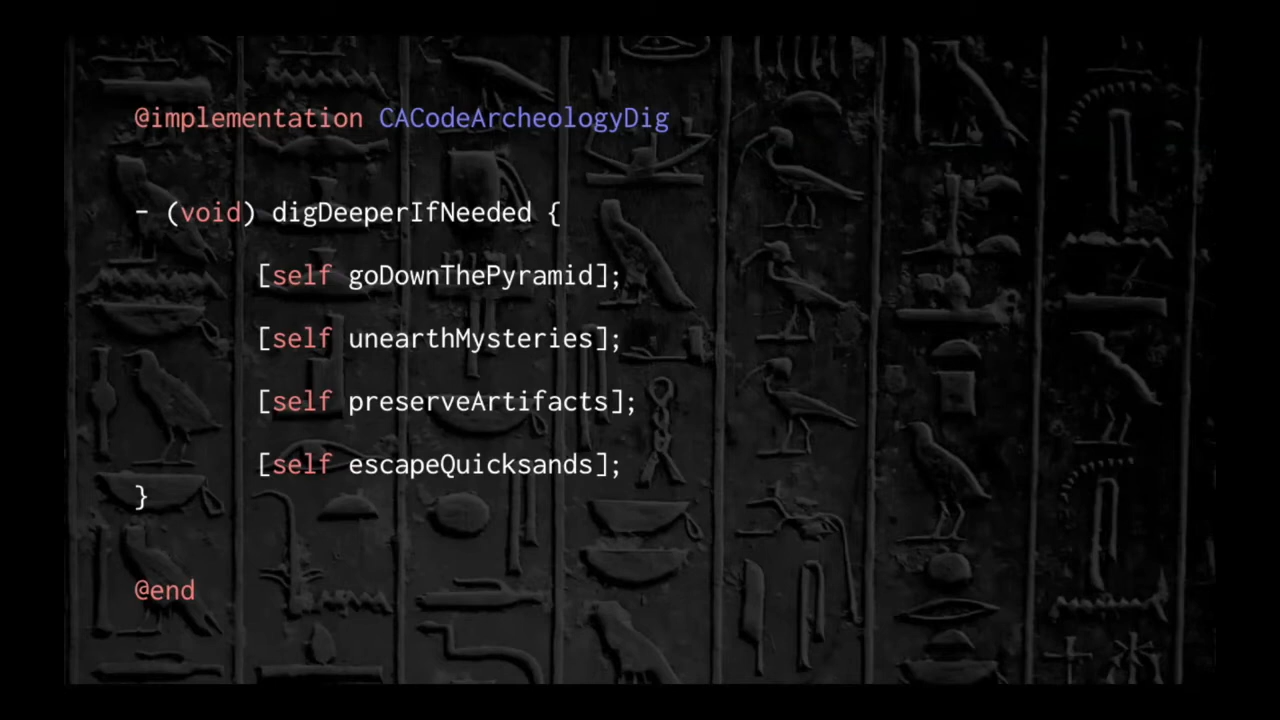 @implementation CACodeArcheologyDig
- (void) digDeeperIfNeeded {
[self goDownThePyramid];
[self unearthMysteries];
[self preserveArtifacts];
[self escapeQuicksands];
}
@end